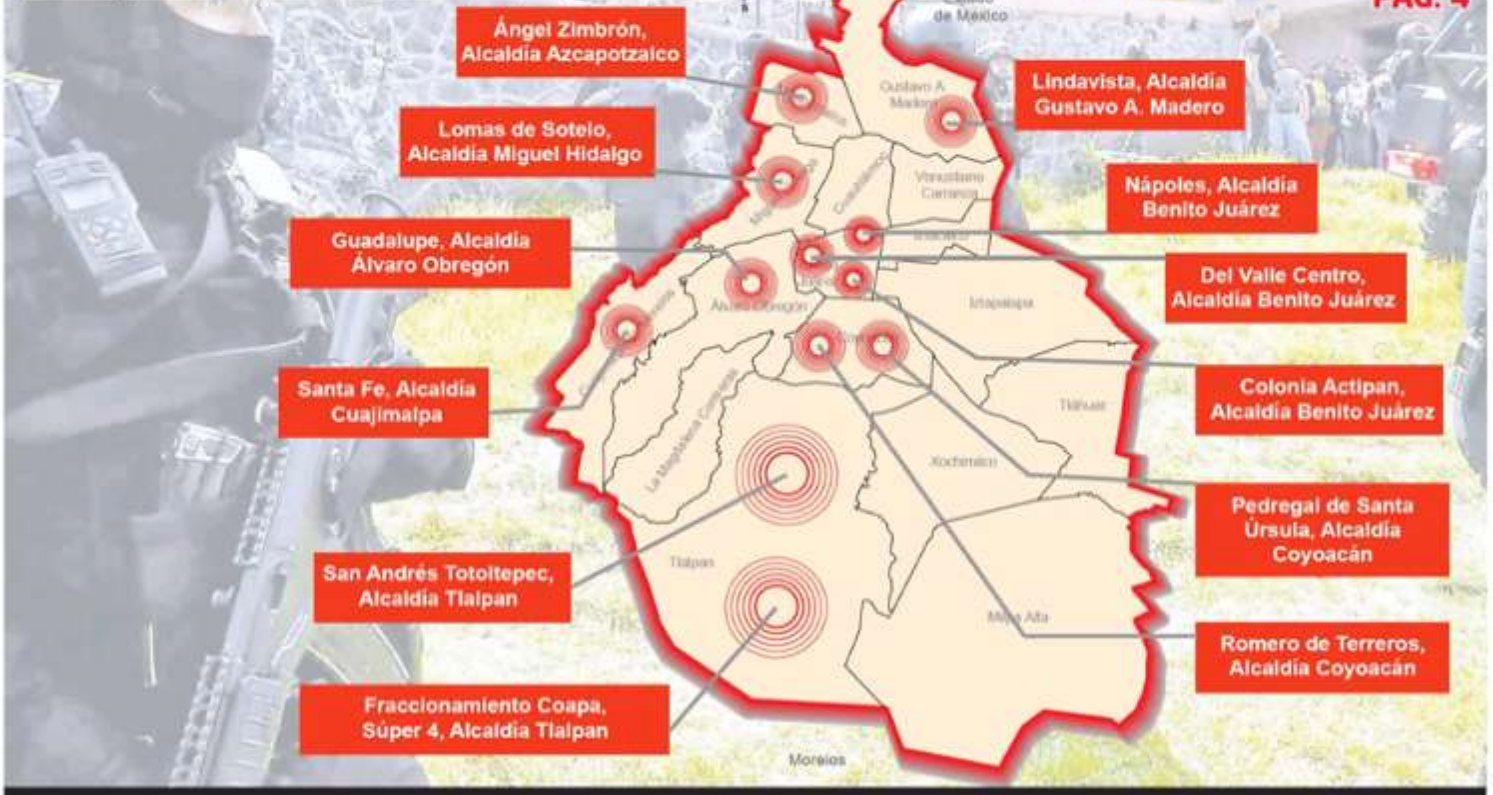 PÁG. 4
de México
Ángel Zimbrón,
Alcaldía Azcapotzalco
Lindavista, Alcaldía
Gustavo A. Madero
Gustavo A.
Madero
Lomas de Sotelo,
Alcaldía Miguel Hidalgo
Cuauhtémoc
Venustiano
Carranza
Nápoles, Alcaldía
Benito Juárez
Guadalupe, Alcaldía
Álvaro Obregón
Del Valle Centro,
Alcaldía Benito Juárez
Álvaro Obregón
Iztapalapa
Santa Fe, Alcaldía
Cuajimalpa
Colonia Actipan,
Alcaldía Benito Juárez
La Magdalena Contreras
Tláhuac
Xochimilco
Pedregal de Santa
Úrsula, Alcaldía
Coyoacán
San Andrés Totoltepec,
Alcaldía Tlalpan
Tlalpan
Milpa Alta
Romero de Terreros,
Alcaldía Coyoacán
Fraccionamiento Coapa,
Súper 4, Alcaldía Tlalpan
Morelos